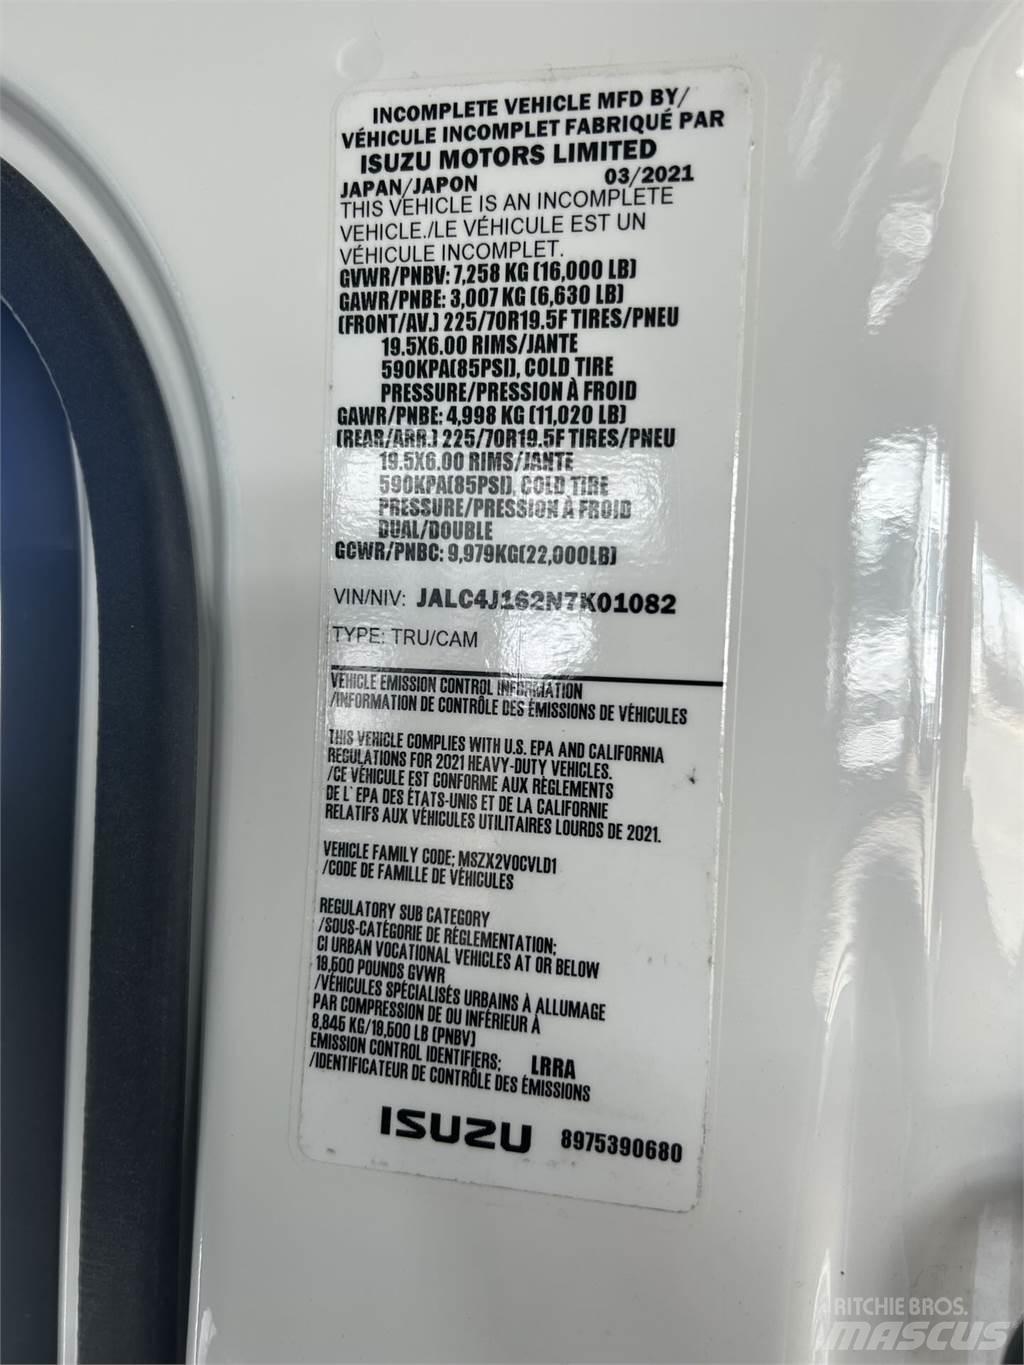 INCOMPLETE VEHICLE MFD BY/
VÉHICULE INCOMPLET FABRIQUÉ PAR
ISUZU MOTORS LIMITED
JAPAN/JAPON 03/2021
THIS VEHICLE IS AN INCOMPLETE
VEHICLE./LE VÉHICULE EST UN
VÉHICULE INCOMPLET.
GVWR/PNBV: 7,258 KG (16,000 LB)
GAWR/PNBE: 3,007 KG (6,630 LB)
(FRONT/AV.) 225/70R19.5F TIRES/PNEU
19.5X6.00 RIMS/JANTE
590KPA(85PSI), COLD TIRE
PRESSURE/PRESSION À FROID
GAWR/PNBE: 4,998 KG (11,020 LB)
(REAR/ARR.) 225/70R19.5F TIRES/PNEU
19.5X6.00 RIMS/JANTE
590KPA(85PSI), COLD TIRE
PRESSURE/PRESSION À FROID
DUAL/DOUBLE
GCWR/PNBC: 9,979KG(22,000LB)
VIN/NIV: JALC4J162N7K01082
TYPE: TRU/CAM
VEHICLE EMISSION CONTROL INFORMATION
/INFORMATION DE CONTRÔLE DES ÉMISSIONS DE VÉHICULES
THIS VEHICLE COMPLIES WITH U.S. EPA AND CALIFORNIA
REGULATIONS FOR 2021 HEAVY-DUTY VEHICLES.
/CE VÉHICULE EST CONFORME AUX RÈGLEMENTS
DE L'EPA DES ÉTATS-UNIS ET DE LA CALIFORNIE
RELATIFS AUX VÉHICULES UTILITAIRES LOURDS DE 2021.
VEHICLE FAMILY CODE: MSZX2VOCVLD1
/CODE DE FAMILLE DE VÉHICULES
REGULATORY SUB CATEGORY
/SOUS-CATÉGORIE DE RÉGLEMENTATION:
CI URBAN VOCATIONAL VEHICLES AT OR BELOW
18,500 POUNDS GVWR
/VÉHICULES SPÉCIALISÉS URBAINS À ALLUMAGE
PAR COMPRESSION DE OU INFÉRIEUR À
8,845 KG/18,500 LB (PNBV)
EMISSION CONTROL IDENTIFIERS: LRRA
/IDENTIFICATEUR DE CONTRÔLE DES ÉMISSIONS
ISUZU 8975390680
RITCHIE BROS.
MASCUS